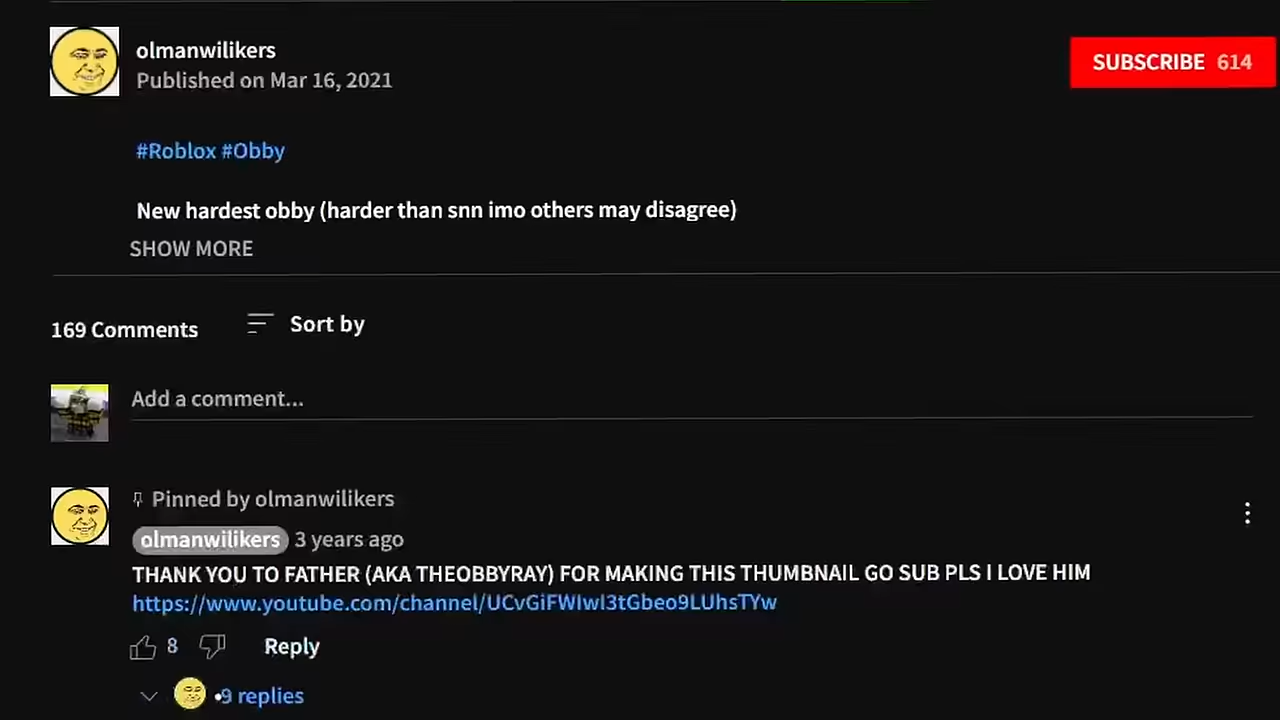 olmanwilikers
Published on Mar 16, 2021
SUBSCRIBE 614
#Roblox #Obby
New hardest obby (harder than snn imo others may disagree)
SHOW MORE
169 Comments
Sort by
Add a comment...
Pinned by olmanwilikers
olmanwilikers 3 years ago
THANK YOU TO FATHER (AKA THEOBBYRAY) FOR MAKING THIS THUMBNAIL GO SUB PLS I LOVE HIM
https://www.youtube.com/channel/UCvGiFWIwI3tGbeo9LUhsTYw
8
Reply
9 replies